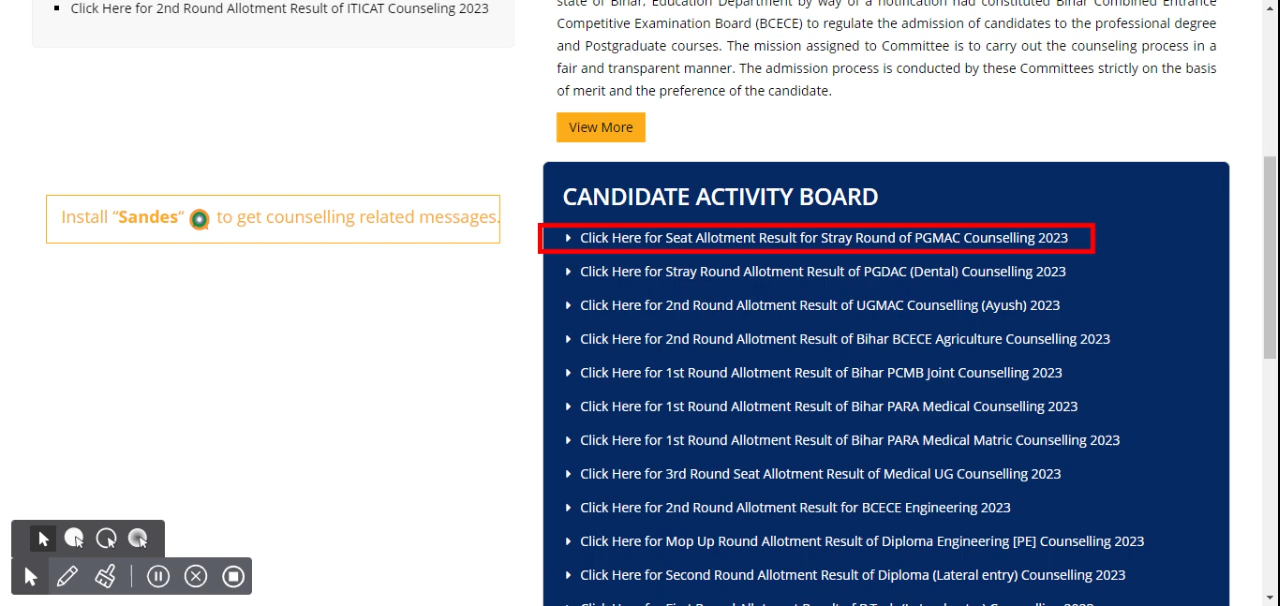 Click Here for 2nd Round Allotment Result of ITICAT Counseling 2023
state of Bihar, Education Department by way of a notification had constituted Bihar Combined Entrance
Competitive Examination Board (BCECE) to regulate the admission of candidates to the professional degree
and Postgraduate courses. The mission assigned to Committee is to carry out the counseling process in a
fair and transparent manner. The admission process is conducted by these Committees strictly on the basis
of merit and the preference of the candidate.
View More
Install “Sandes“ to get counselling related messages.
CANDIDATE ACTIVITY BOARD
Click Here for Seat Allotment Result for Stray Round of PGMAC Counselling 2023
Click Here for Stray Round Allotment Result of PGDAC (Dental) Counselling 2023
Click Here for 2nd Round Allotment Result of UGMAC Counselling (Ayush) 2023
Click Here for 2nd Round Allotment Result of Bihar BCECE Agriculture Counselling 2023
Click Here for 1st Round Allotment Result of Bihar PCMB Joint Counselling 2023
Click Here for 1st Round Allotment Result of Bihar PARA Medical Counselling 2023
Click Here for 1st Round Allotment Result of Bihar PARA Medical Matric Counselling 2023
Click Here for 3rd Round Seat Allotment Result of Medical UG Counselling 2023
Click Here for 2nd Round Allotment Result for BCECE Engineering 2023
Click Here for Mop Up Round Allotment Result of Diploma Engineering [PE] Counselling 2023
Click Here for Second Round Allotment Result of Diploma (Lateral entry) Counselling 2023